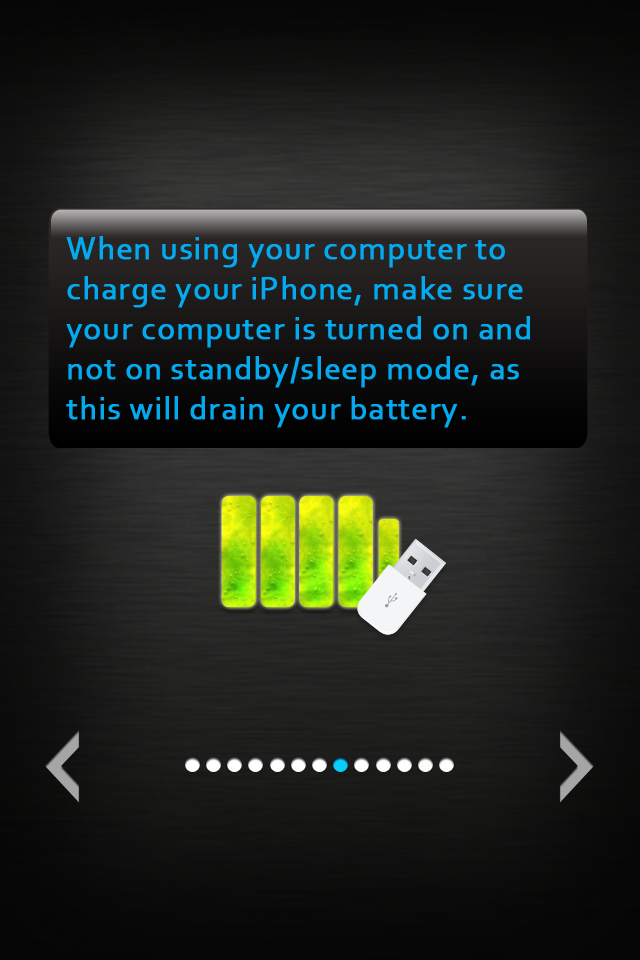 When using your computer to
charge your iPhone, make sure
your computer is turned on and
not on standby/sleep mode, as
this will drain your battery.